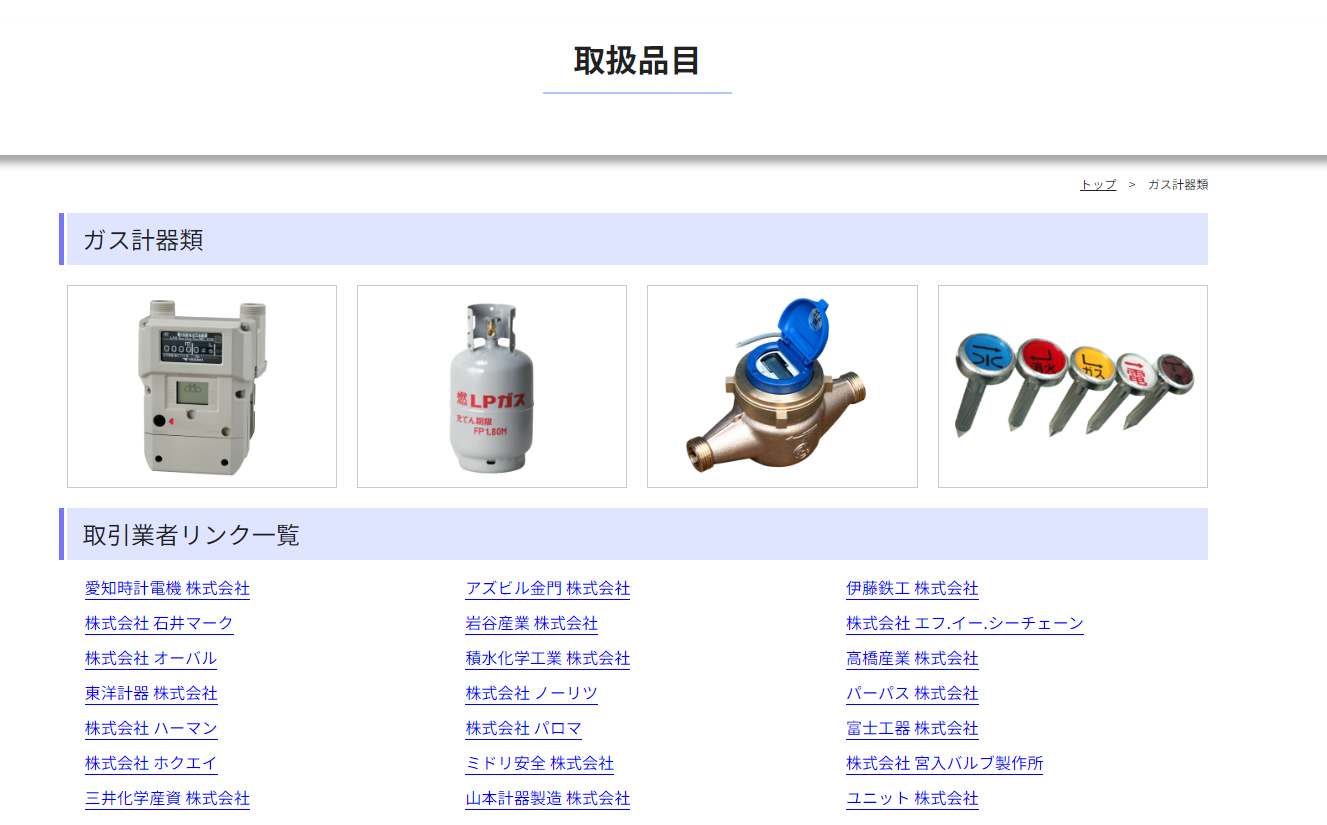 取扱品目
トップ > ガス計器類
ガス計器類
燃LPガス
充てん期限
FP1.80M
水
消火
ガス
電
取引業者リンク一覧
愛知時計電機 株式会社 アズビル金門 株式会社 伊藤鉄工 株式会社
株式会社 石井マーク 岩谷産業 株式会社 株式会社 エフ.イー.シーチェーン
株式会社 オーバル 積水化学工業 株式会社 高橋産業 株式会社
東洋計器 株式会社 株式会社 ノーリツ パーパス 株式会社
株式会社 ハーマン 株式会社 パロマ 富士工器 株式会社
株式会社 ホクエイ ミドリ安全 株式会社 株式会社 宮入バルブ製作所
三井化学産資 株式会社 山本計器製造 株式会社 ユニット 株式会社